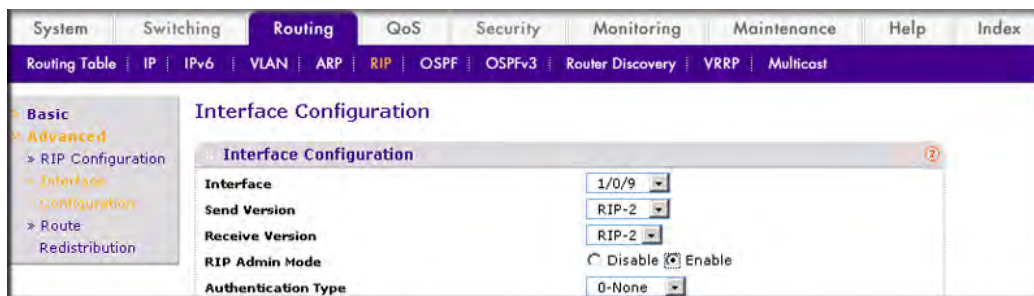 System Switching Routing QoS Security Monitoring Maintenance Help Index
Routing Table IP IPv6 VLAN ARP RIP OSPF OSPFv3 Router Discovery VRRP Multicast
Basic
Advanced
» RIP Configuration
» Interface
Configuration
» Route
Redistribution
Interface Configuration
Interface Configuration
Interface 1/0/9
Send Version RIP-2
Receive Version RIP-2
RIP Admin Mode Disable Enable
Authentication Type 0-None